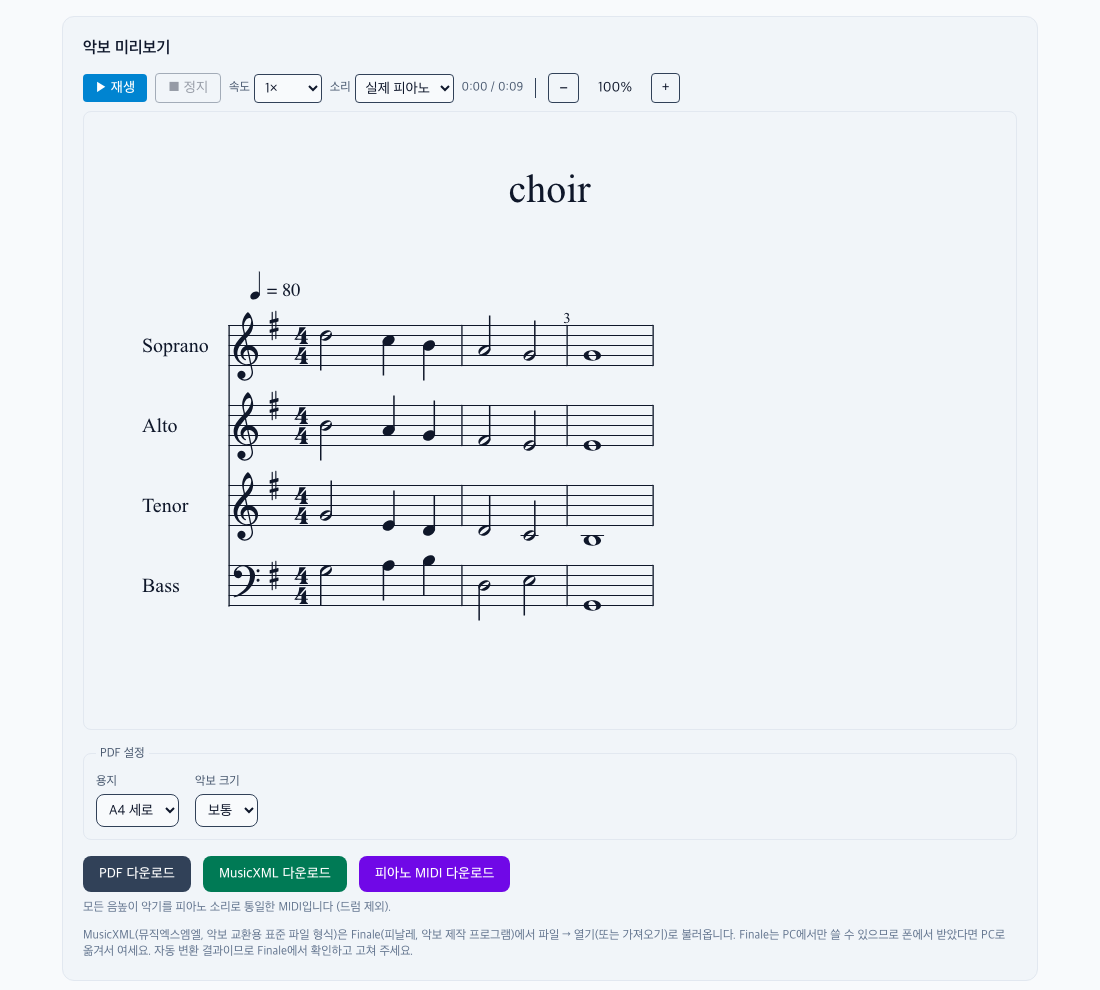 악보 미리보기
▶ 재생 ■ 정지 속도 1× 소리 실제 피아노 0:00 / 0:09 − 100% +
choir
= 80
3
Soprano
Alto
Tenor
Bass
PDF 설정
용지 악보 크기
A4 세로 보통
PDF 다운로드 MusicXML 다운로드 피아노 MIDI 다운로드
모든 음높이 악기를 피아노 소리로 통일한 MIDI입니다 (드럼 제외).
MusicXML(뮤직엑스엠엘, 악보 교환용 표준 파일 형식)은 Finale(피날레, 악보 제작 프로그램)에서 파일 → 열기(또는 가져오기)로 불러옵니다. Finale는 PC에서만 쓸 수 있으므로 폰에서 받았다면 PC로
옮겨서 여세요. 자동 변환 결과이므로 Finale에서 확인하고 고쳐 주세요.